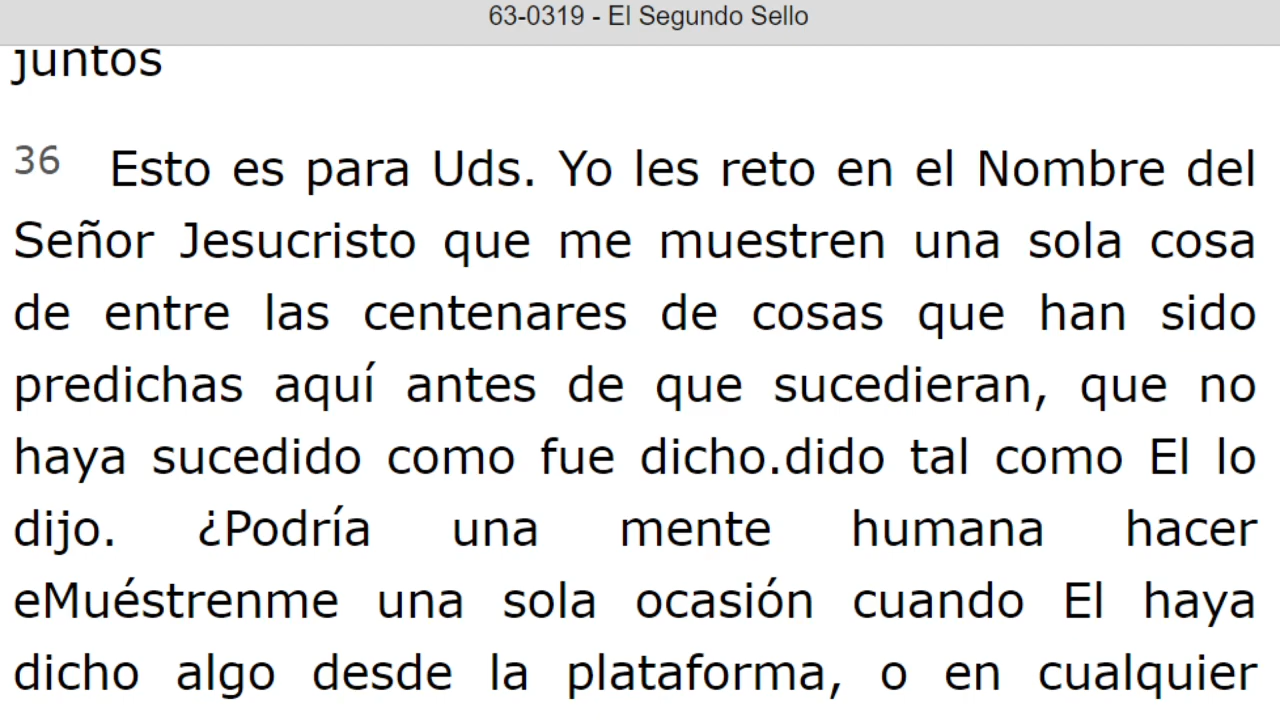 63-0319 - El Segundo Sello
juntos
36 Esto es para Uds. Yo les reto en el Nombre del
Señor Jesucristo que me muestren una sola cosa
de entre las centenares de cosas que han sido
predichas aquí antes de que sucedieran, que no
haya sucedido como fue dicho.dido tal como El lo
dijo. ¿Podría una mente humana hacer
eMuéstrenme una sola ocasión cuando El haya
dicho algo desde la plataforma, o en cualquier